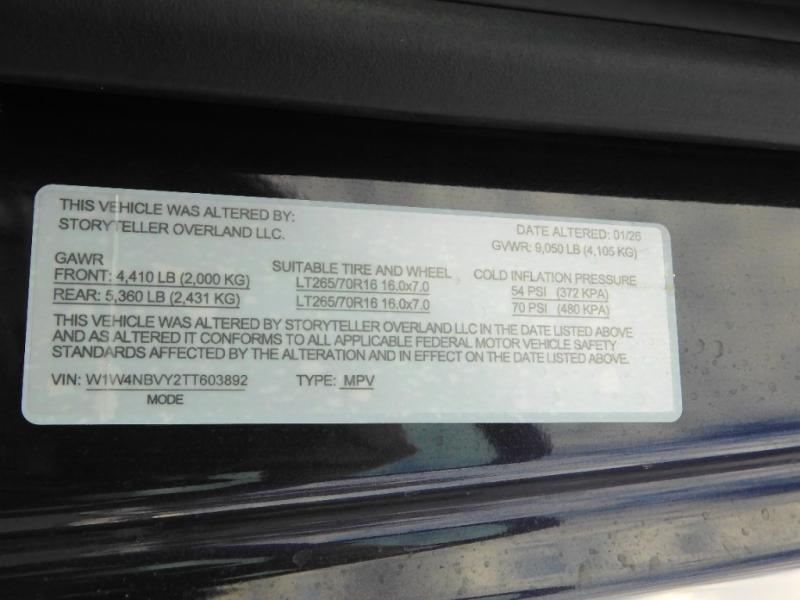 THIS VEHICLE WAS ALTERED BY:
STORYTELLER OVERLAND LLC.
DATE ALTERED: 01/26
GVWR: 9,050 LB (4,105 KG)
GAWR
FRONT: 4,410 LB (2,000 KG)
REAR: 5,360 LB (2,431 KG)
SUITABLE TIRE AND WHEEL
LT265/70R16 16.0x7.0
LT265/70R16 16.0x7.0
COLD INFLATION PRESSURE
54 PSI (372 KPA)
70 PSI (480 KPA)
THIS VEHICLE WAS ALTERED BY STORYTELLER OVERLAND LLC IN THE DATE LISTED ABOVE
AND AS ALTERED IT CONFORMS TO ALL APPLICABLE FEDERAL MOTOR VEHICLE SAFETY
STANDARDS AFFECTED BY THE ALTERATION AND IN EFFECT ON THE DATE LISTED ABOVE.
VIN: W1W4NBVY2TT603892 TYPE: MPV
MODE